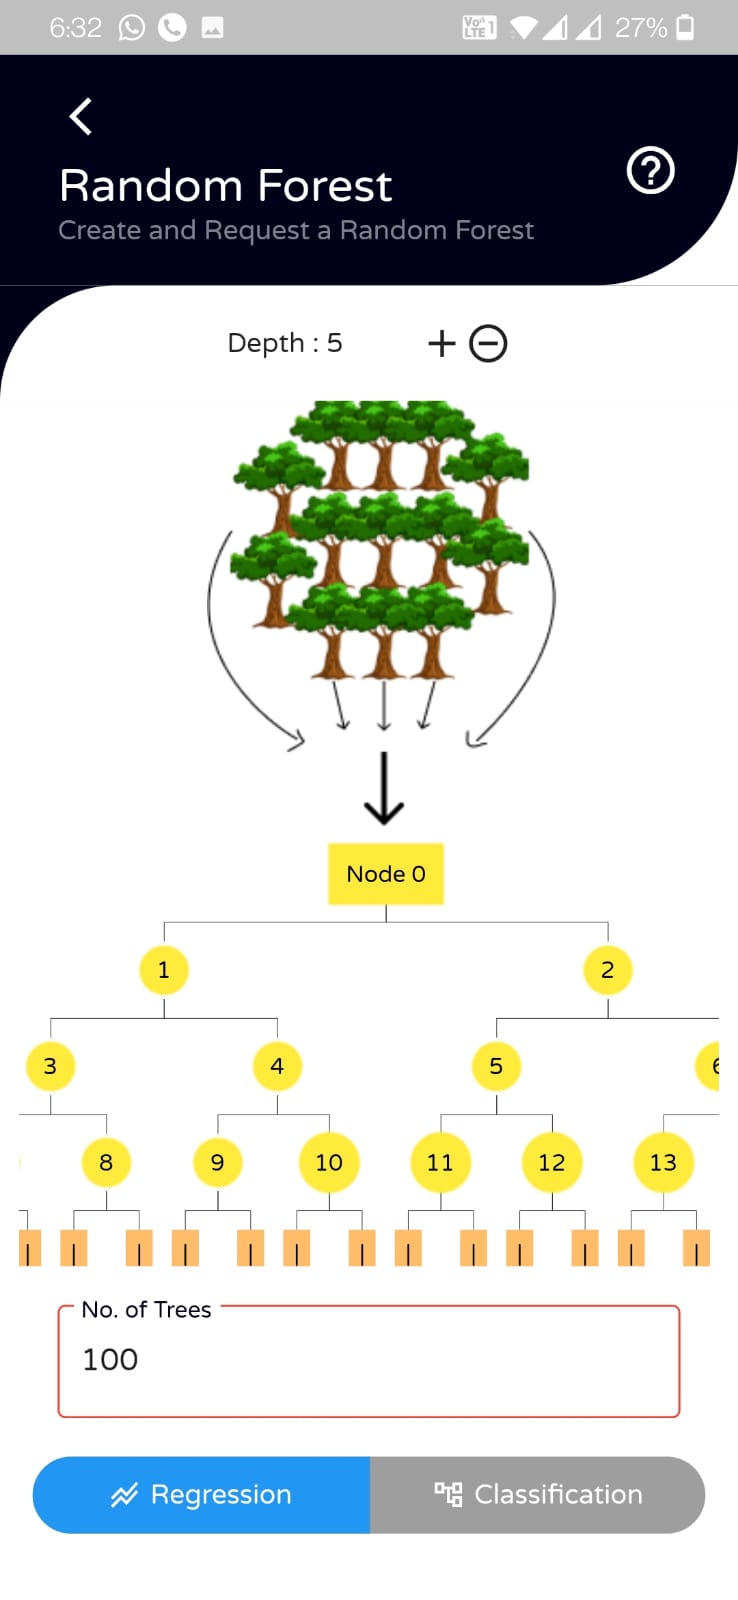 6:32 Vo)) LTE 1 27%
Random Forest
Create and Request a Random Forest
Depth : 5
Node 0
1 2
3 4 5
8 9 10 11 12 13
No. of Trees
100
Regression Classification